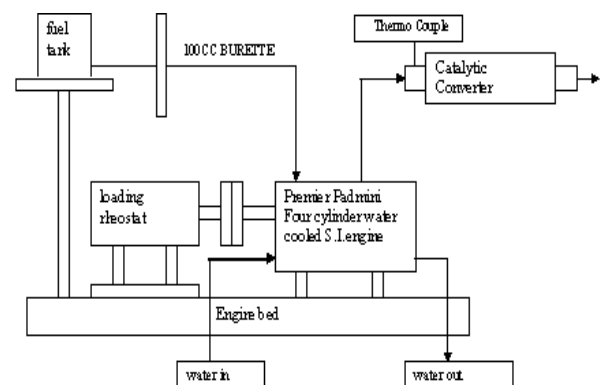 fuel
tank
100CC BURETTE
Thermo Couple
Catalytic
Converter
loading
rheostat
Premier Padmini
Four cylinder water
cooled S.I.engine
Engine bed
water in
water out